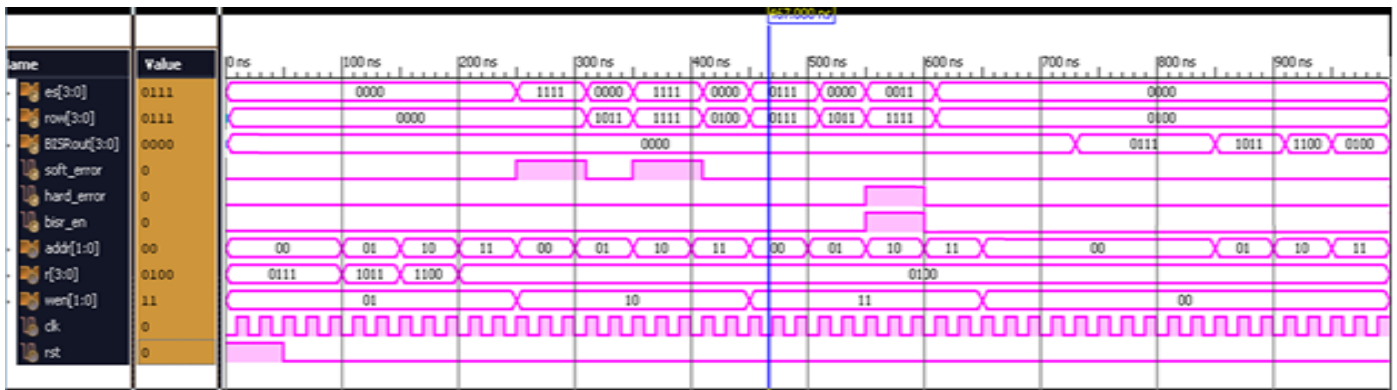 467.000 ns
ame Value 0 ns 100 ns 200 ns 300 ns 400 ns 500 ns 600 ns 700 ns 800 ns 900 ns
es[3:0] 0111 0000 1111 0000 1111 0000 0111 0000 0011 0000
row[3:0] 0111 0000 1011 1111 0100 0111 1011 1111 0100
BISRout[3:0] 0000 0000 0111 1011 1100 0100
soft_error 0
hard_error 0
bisr_en 0
addr[1:0] 00 00 01 10 11 00 01 10 11 00 01 10 11 00 01 10 11
r[3:0] 0100 0111 1011 1100 0100
wen[1:0] 11 01 10 11 00
clk 0
rst 0